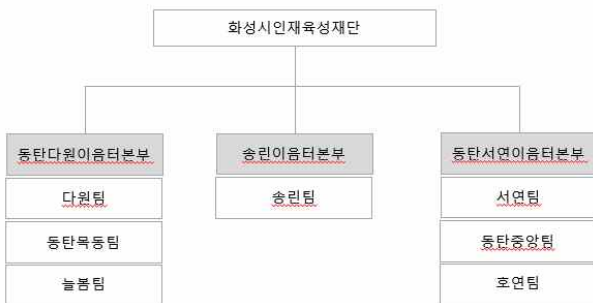 화성시인재육성재단
동탄다원이음터본부
송린이음터본부
동탄서연이음터본부
다원팀
송린팀
서연팀
동탄목동팀
동탄중앙팀
늘봄팀
호연팀